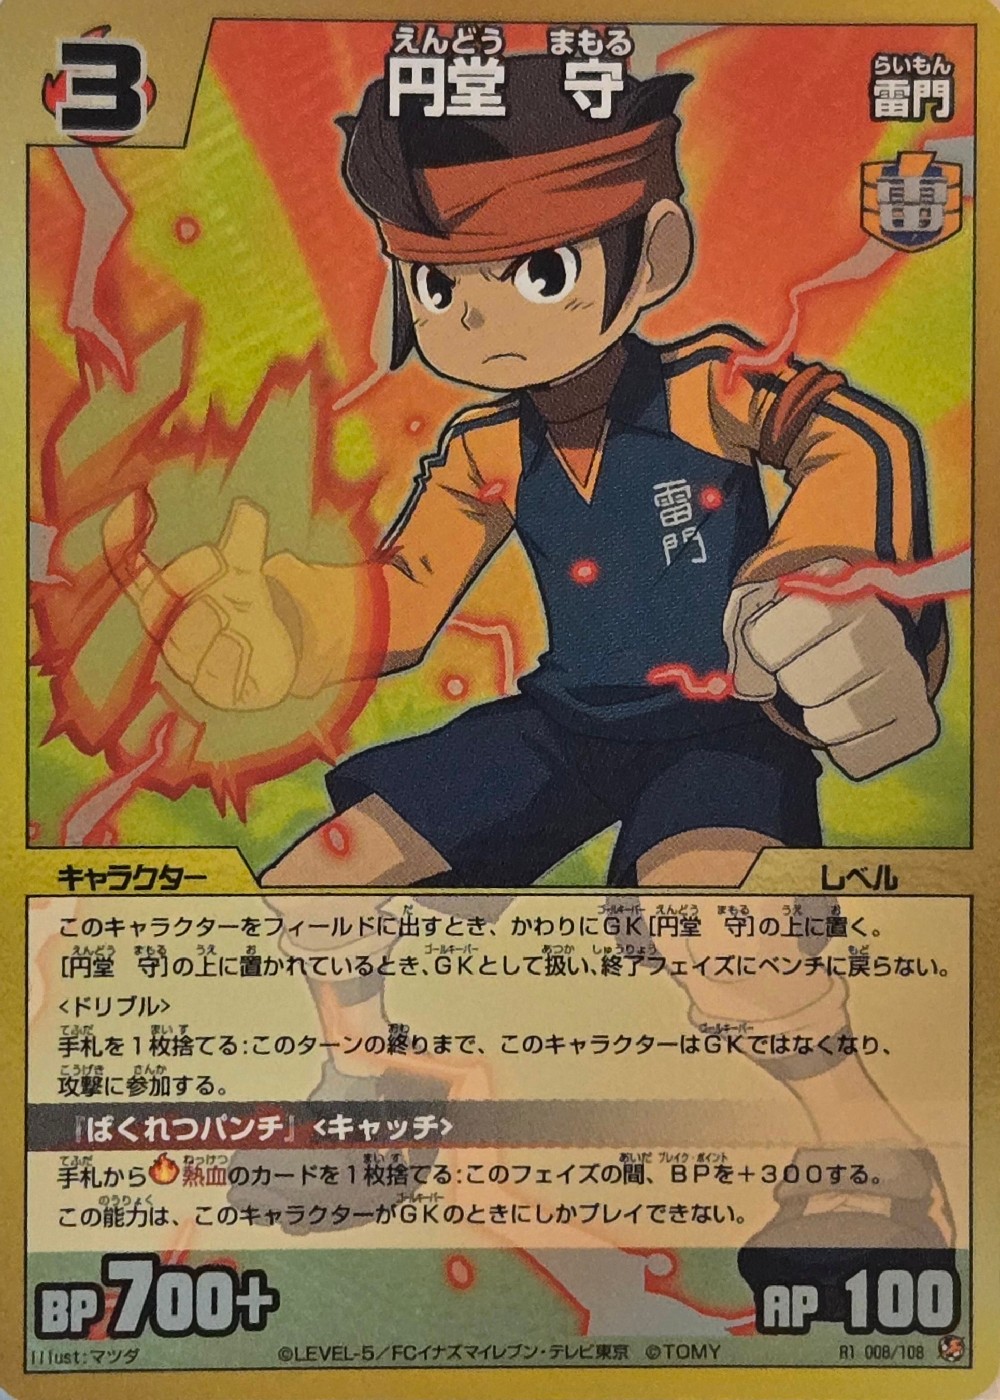 3
えんどう まもる
円堂 守
らいもん
雷門
雷門
キャラクター
レベル
このキャラクターをフィールドに出すとき、かわりにGK[円堂 守]の上に置く。
[円堂 守]の上に置かれているとき、GKとして扱い、終了フェイズにベンチに戻らない。
<ドリブル>
手札を1枚捨てる:このターンの終りまで、このキャラクターはGKではなくなり、
攻撃に参加する。
『ばくれつパンチ』<キャッチ>
手札から熱血のカードを1枚捨てる:このフェイズの間、BPを+300する。
この能力は、このキャラクターがGKのときにしかプレイできない。
BP 700+
AP 100
Illust:マツダ
©LEVEL-5/FCイナズマイレブン・テレビ東京 ©TOMY
R1 008/108